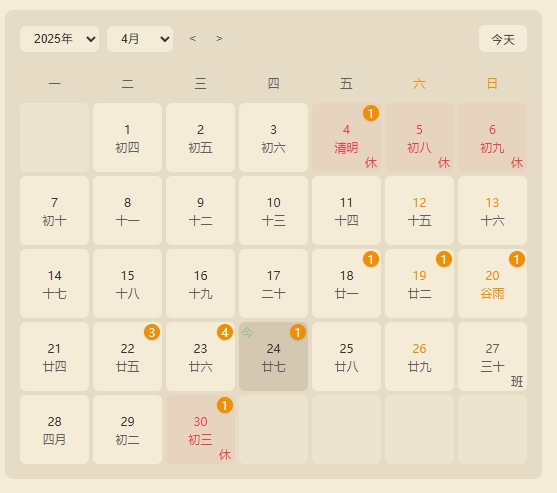 2025年 4月 < > 今天
一 二 三 四 五 六 日
1 2 3 1 4 5 6
初四 初五 初六 清明 初八 初九
休 休 休
7 8 9 10 11 12 13
初十 十一 十二 十三 十四 十五 十六
1 1 1
14 15 16 17 18 19 20
十七 十八 十九 二十 廿一 廿二 谷雨
3 4 今 1
21 22 23 24 25 26 27
廿四 廿五 廿六 廿七 廿八 廿九 三十
班
1
28 29 30
四月 初二 初三
休